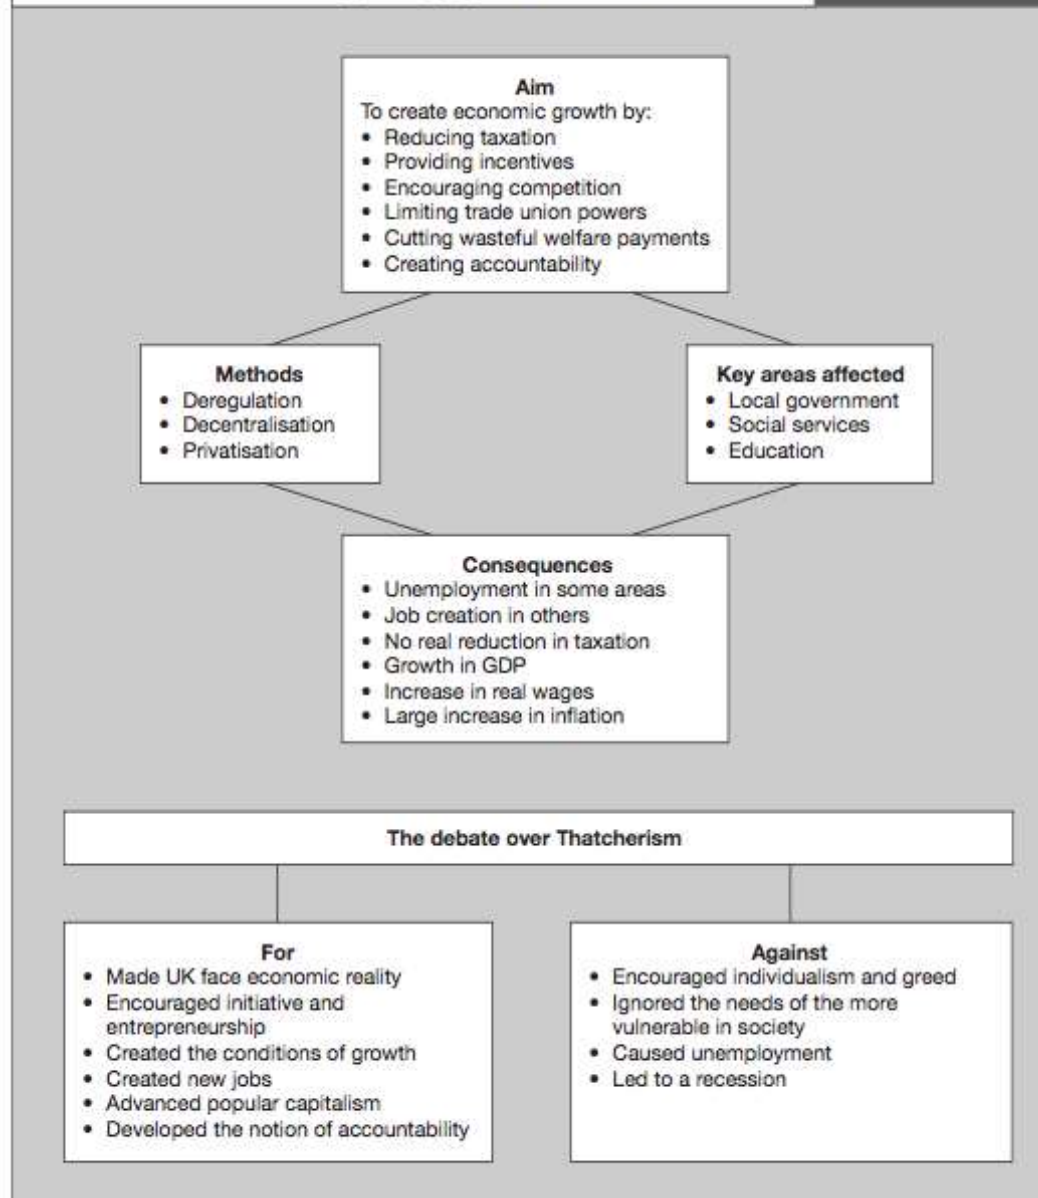 Aim
To create economic growth by:
• Reducing taxation
• Providing incentives
• Encouraging competition
• Limiting trade union powers
• Cutting wasteful welfare payments
• Creating accountability
Methods
• Deregulation
• Decentralisation
• Privatisation
Key areas affected
• Local government
• Social services
• Education
Consequences
• Unemployment in some areas
• Job creation in others
• No real reduction in taxation
• Growth in GDP
• Increase in real wages
• Large increase in inflation
The debate over Thatcherism
For
• Made UK face economic reality
• Encouraged initiative and
entrepreneurship
• Created the conditions of growth
• Created new jobs
• Advanced popular capitalism
• Developed the notion of accountability
Against
• Encouraged individualism and greed
• Ignored the needs of the more
vulnerable in society
• Caused unemployment
• Led to a recession